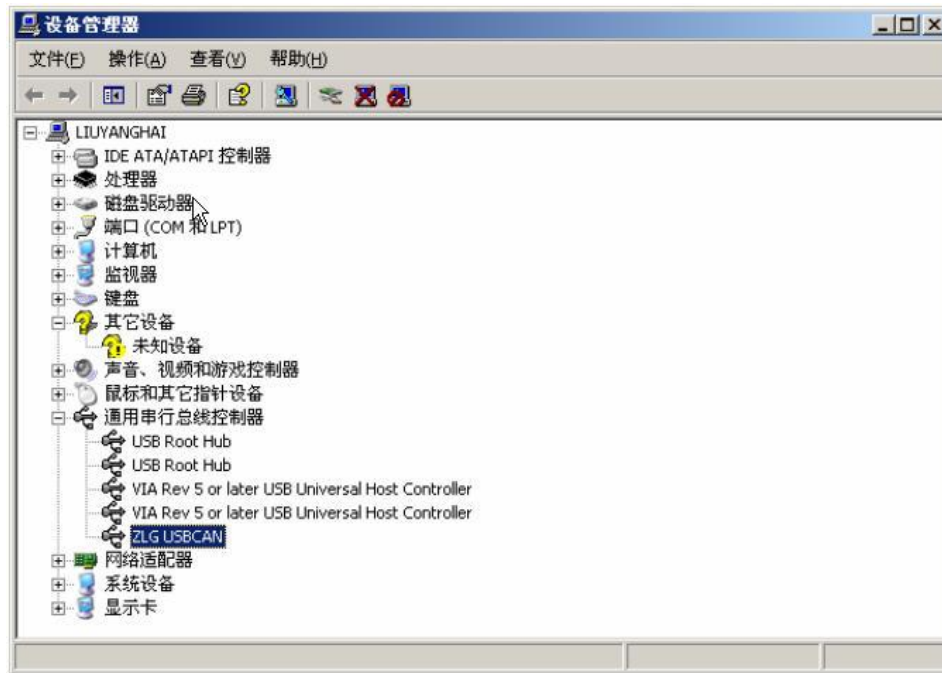 设备管理器
文件(F) 操作(A) 查看(V) 帮助(H)
LIUYANGHAI
IDE ATA/ATAPI 控制器
处理器
磁盘驱动器
端口 (COM 和 LPT)
计算机
监视器
键盘
其它设备
未知设备
声音、视频和游戏控制器
鼠标和其它指针设备
通用串行总线控制器
USB Root Hub
USB Root Hub
VIA Rev 5 or later USB Universal Host Controller
VIA Rev 5 or later USB Universal Host Controller
ZLG USBCAN
网络适配器
系统设备
显示卡